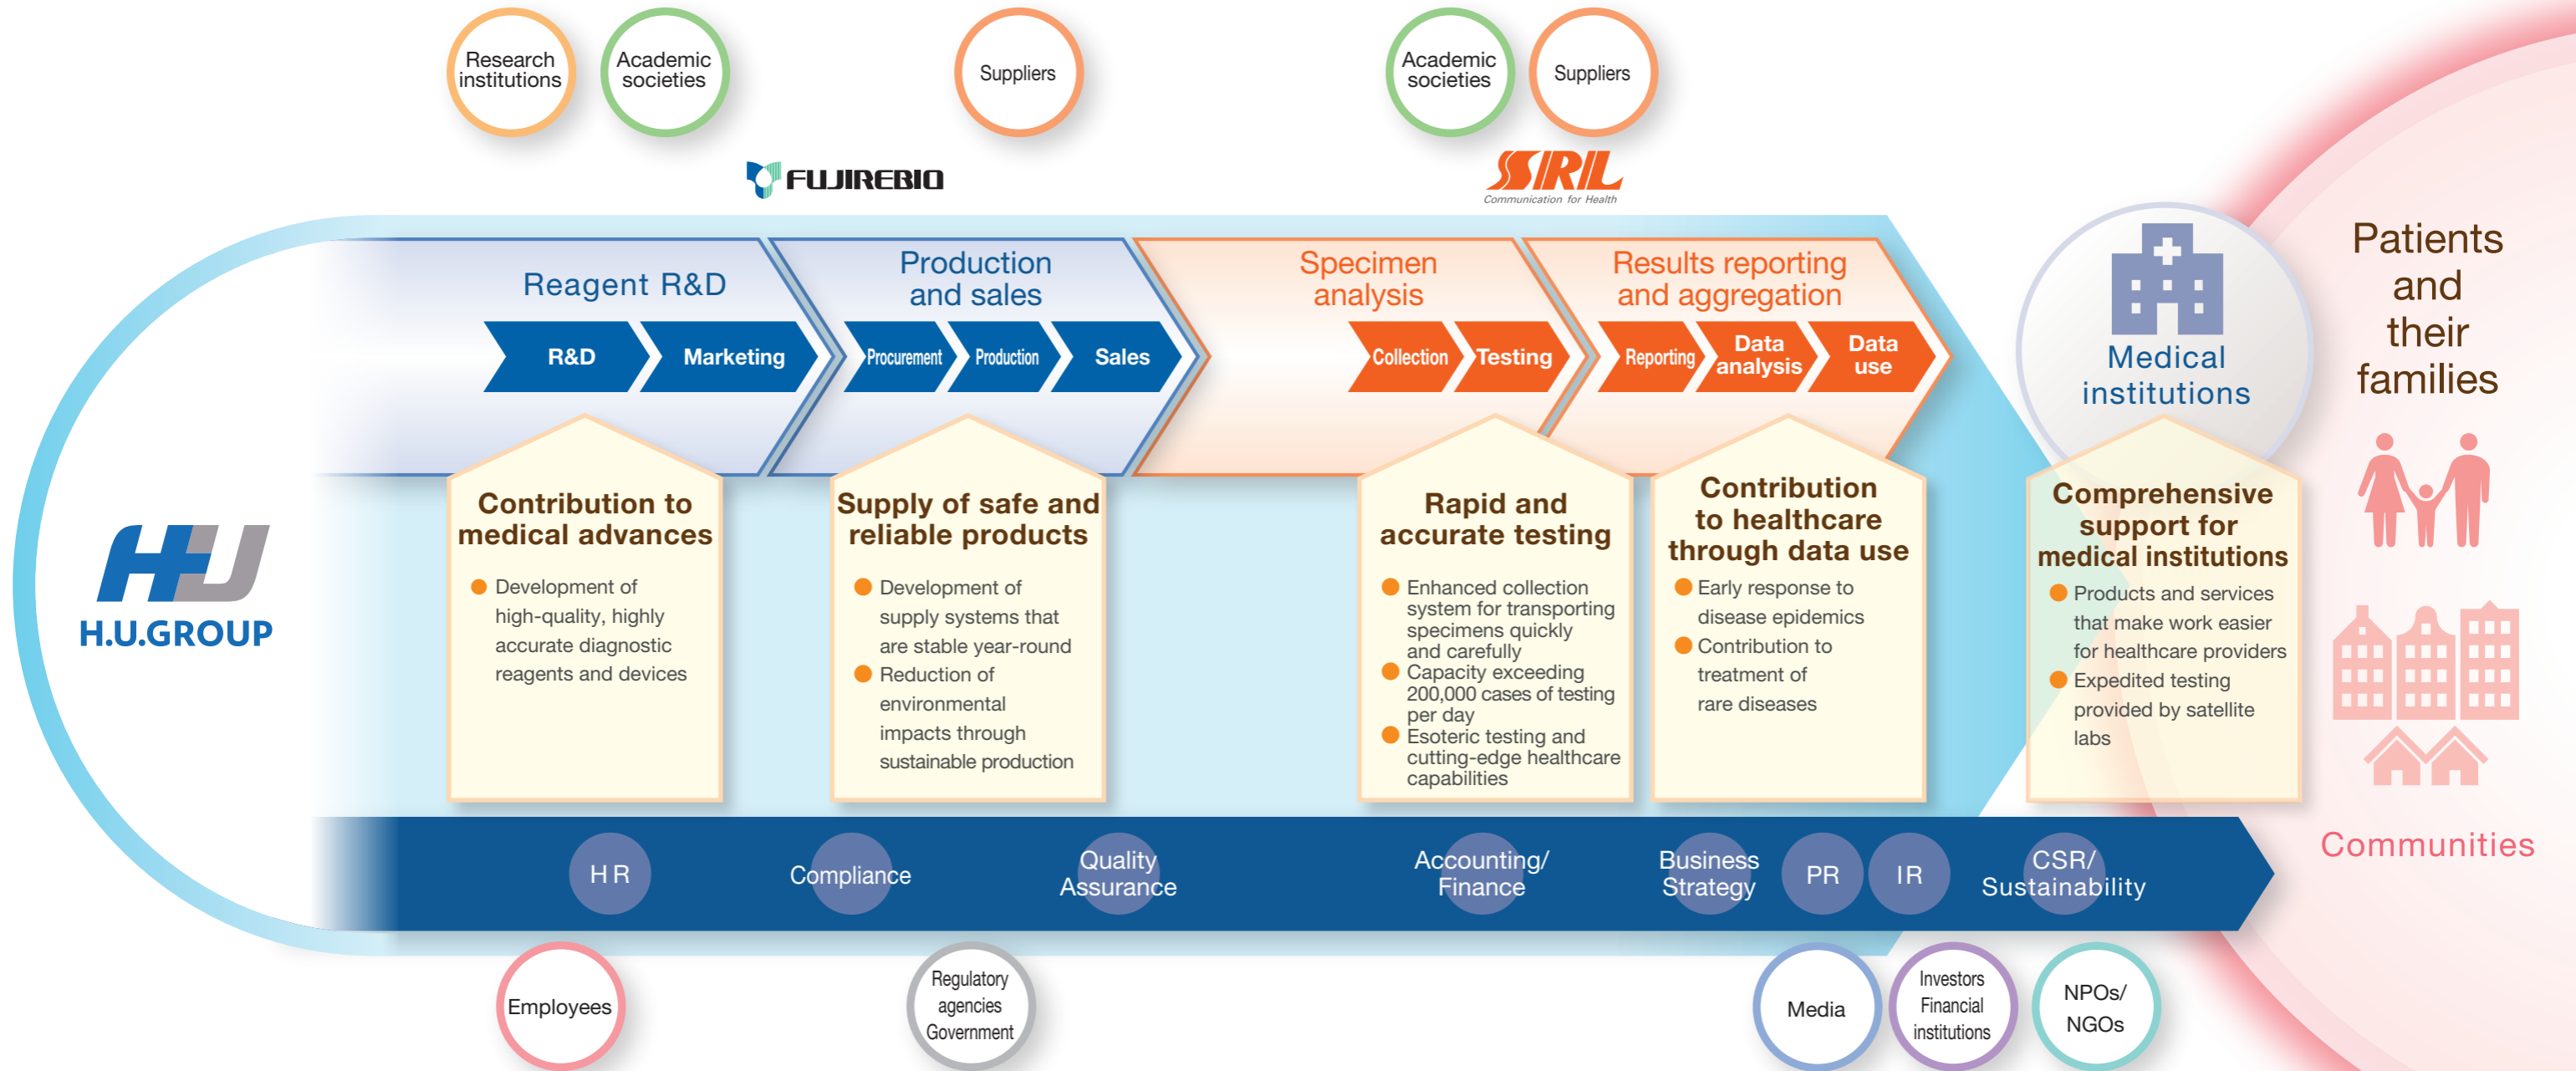 Research
institutions
Academic
societies
Suppliers
Academic
societies
Suppliers
FUJIREBIO
SRL
Communication for Health
Reagent R&D
R&D
Marketing
Production
and sales
Procurement
Production
Sales
Specimen
analysis
Collection
Testing
Results reporting
and aggregation
Reporting
Data
analysis
Data
use
Medical
institutions
Patients
and
their
families
HU
H.U.GROUP
Contribution to
medical advances
Development of
high-quality, highly
accurate diagnostic
reagents and devices
Supply of safe and
reliable products
Development of
supply systems that
are stable year-round
Reduction of
environmental
impacts through
sustainable production
Rapid and
accurate testing
Enhanced collection
system for transporting
specimens quickly
and carefully
Capacity exceeding
200,000 cases of testing
per day
Esoteric testing and
cutting-edge healthcare
capabilities
Contribution
to healthcare
through data use
Early response to
disease epidemics
Contribution to
treatment of
rare diseases
Comprehensive
support for
medical institutions
Products and services
that make work easier
for healthcare providers
Expedited testing
provided by satellite
labs
Communities
HR
Compliance
Quality
Assurance
Accounting/
Finance
Business
Strategy
PR
IR
CSR/
Sustainability
Employees
Regulatory
agencies
Government
Media
Investors
Financial
institutions
NPOs/
NGOs